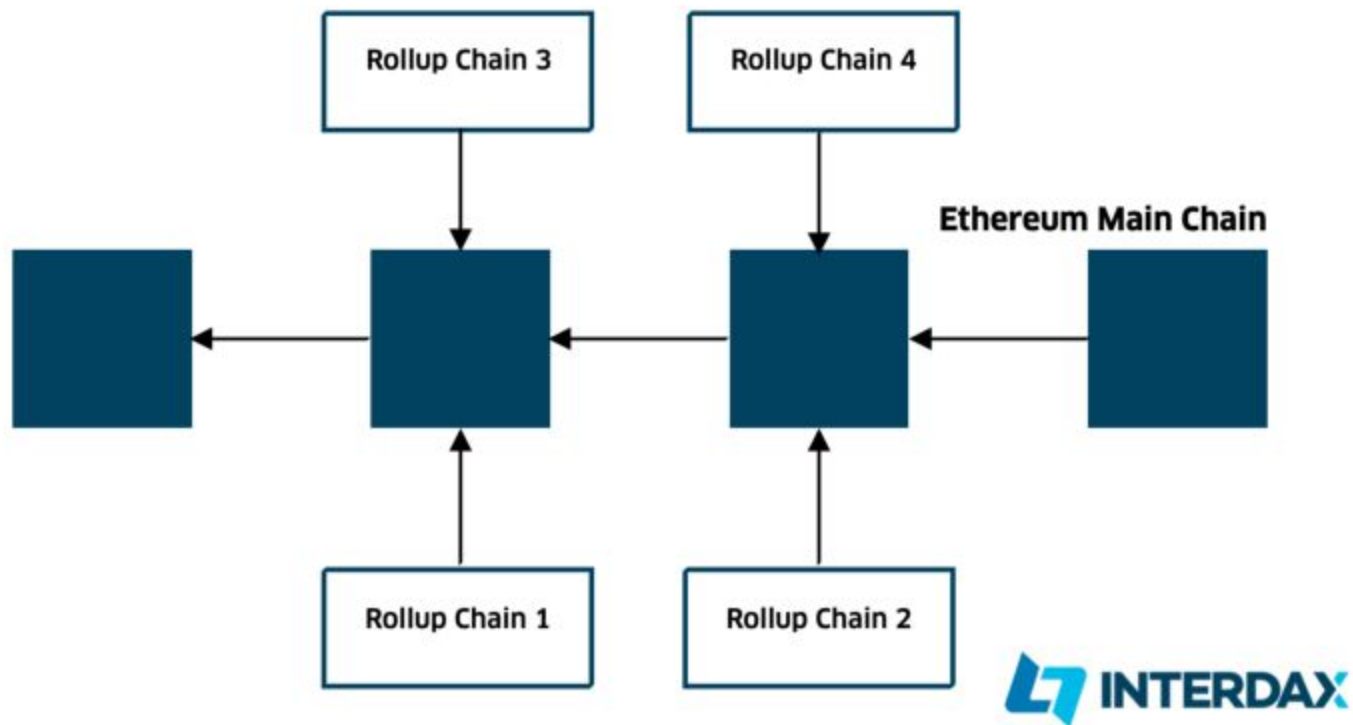 Rollup Chain 3
Rollup Chain 4
Ethereum Main Chain
Rollup Chain 1
Rollup Chain 2
INTERDAX